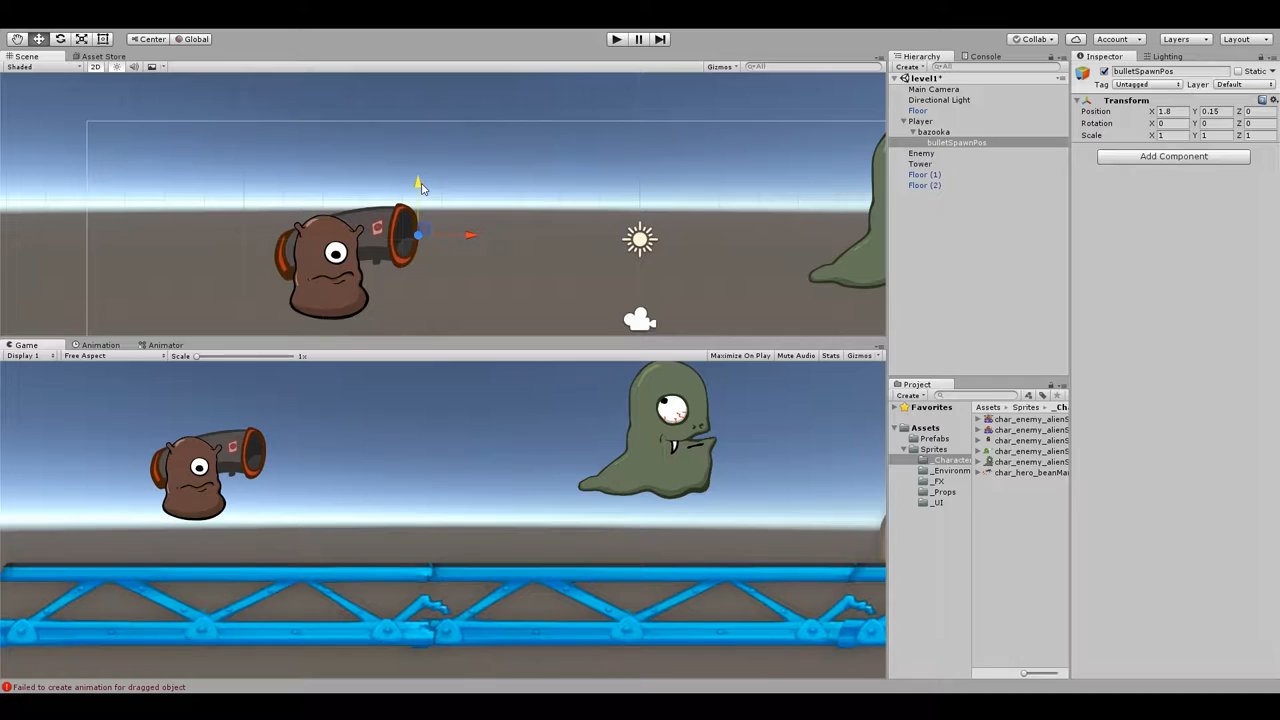 Center Global Collab Account Layers Layout
Scene Asset Store Hierarchy Console Inspector Lighting
Shaded 2D Gizmos All Create All bulletSpawnPos Static
level1* Tag Untagged Layer Default
Main Camera Transform
Directional Light Position X 1.8 Y 0.15 Z 0
Floor Rotation X 0 Y 0 Z 0
Player Scale X 1 Y 1 Z 1
bazooka
bulletSpawnPos
Enemy Add Component
Tower
Floor (1)
Floor (2)
Game Animation Animator
Display 1 Free Aspect Scale 1x Maximize On Play Mute Audio Stats Gizmos
Project
Create
Favorites Assets Sprites _Ch
Assets char_enemy_alienS
Prefabs char_enemy_alienS
Sprites char_enemy_alienS
_Character char_enemy_alienS
_Environm char_enemy_alienS
_FX char_hero_beanMa
_Props
_UI
Failed to create animation for dragged object